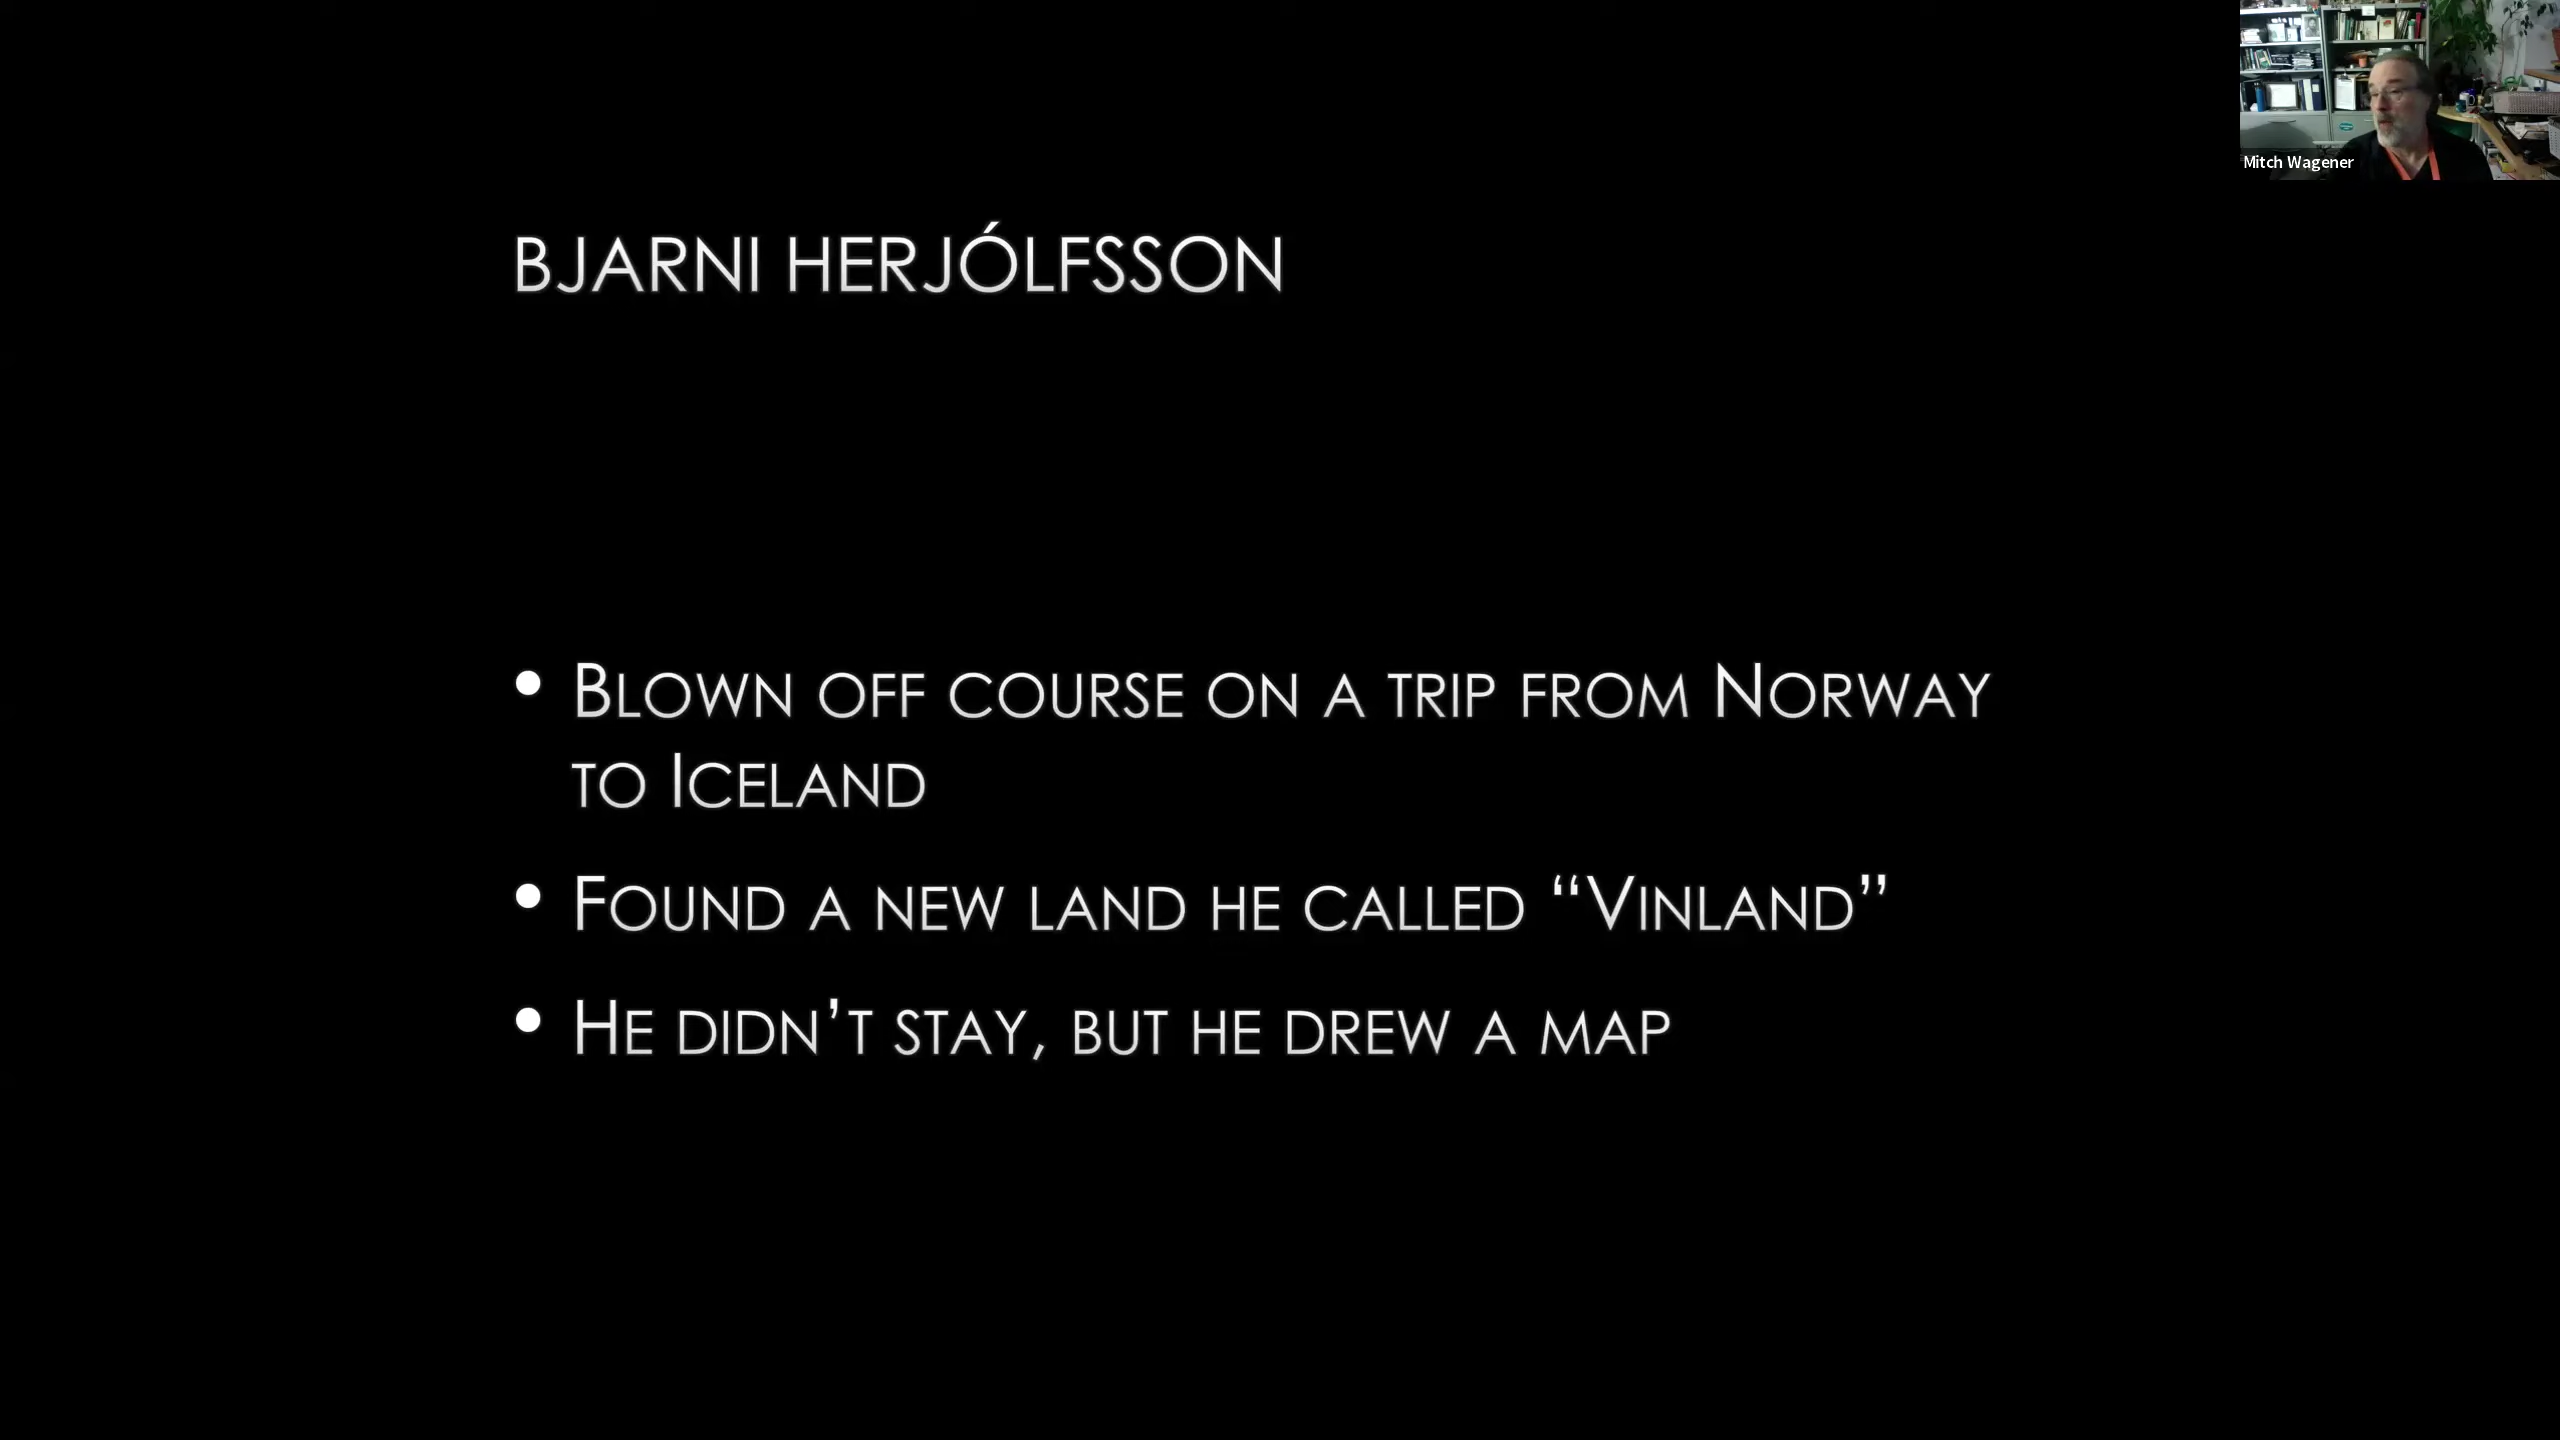 Mitch Wagener
BJARNI HERJÓLFSSON
• Blown off course on a trip from Norway
to Iceland
• Found a new land he called “Vinland”
• He didn’t stay, but he drew a map